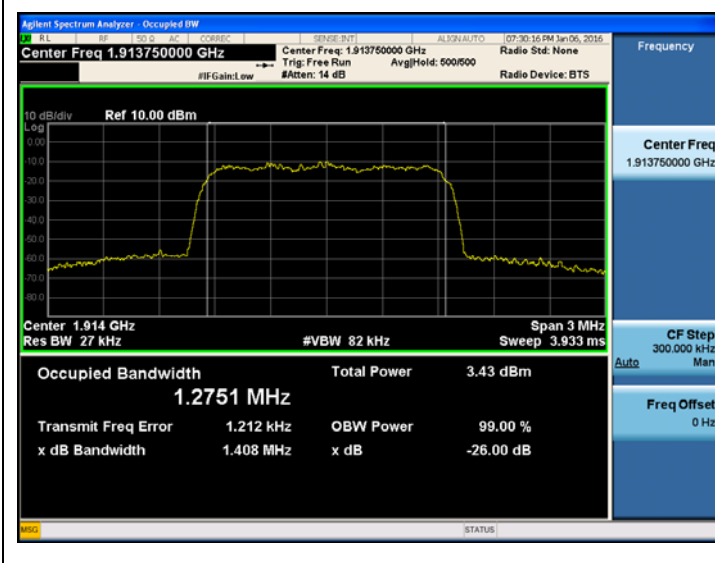 Agilent Spectrum Analyzer - Occupied BW
RL RF 50 Ω AC CORREC SENSE:INT ALIGNAUTO 07:30:16 PM Jan 06, 2016
Center Freq 1.913750000 GHz Center Freq: 1.913750000 GHz Radio Std: None Frequency
Trig: Free Run Avg|Hold: 500/500
#IFGain:Low #Atten: 14 dB Radio Device: BTS
10 dB/div Ref 10.00 dBm
Log
0.00
-10.0
-20.0
-30.0
-40.0
-50.0
-60.0
-70.0
-80.0
Center Freq
1.913750000 GHz
Center 1.914 GHz Span 3 MHz
Res BW 27 kHz #VBW 82 kHz Sweep 3.933 ms
CF Step
300.000 kHz
Auto Man
Occupied Bandwidth Total Power 3.43 dBm
1.2751 MHz
Transmit Freq Error 1.212 kHz OBW Power 99.00 %
x dB Bandwidth 1.408 MHz x dB -26.00 dB
Freq Offset
0 Hz
MSG STATUS